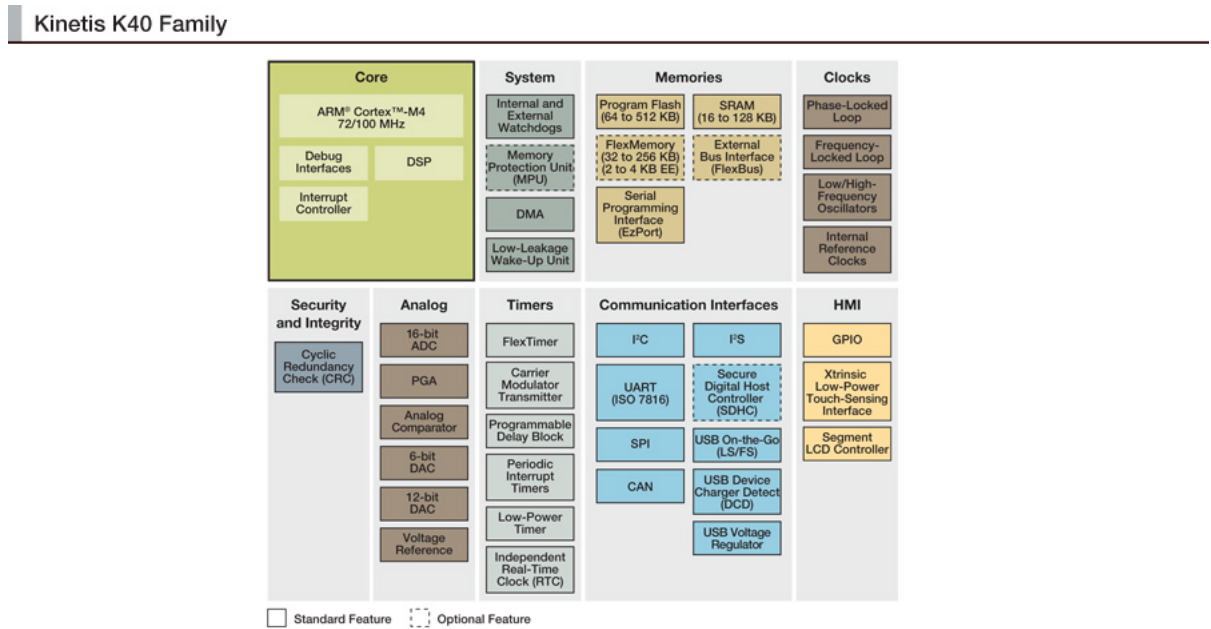 Kinetis K40 Family
Core
ARM® Cortex™-M4
72/100 MHz
Debug
Interfaces
DSP
Interrupt
Controller
System
Internal and
External
Watchdogs
Memory
Protection Unit
(MPU)
DMA
Low-Leakage
Wake-Up Unit
Memories
Program Flash
(64 to 512 KB)
SRAM
(16 to 128 KB)
FlexMemory
(32 to 256 KB)
(2 to 4 KB EE)
External
Bus Interface
(FlexBus)
Serial
Programming
Interface
(EzPort)
Clocks
Phase-Locked
Loop
Frequency-
Locked Loop
Low/High-
Frequency
Oscillators
Internal
Reference
Clocks
Security
and Integrity
Cyclic
Redundancy
Check (CRC)
Analog
16-bit
ADC
PGA
Analog
Comparator
6-bit
DAC
12-bit
DAC
Voltage
Reference
Timers
FlexTimer
Carrier
Modulator
Transmitter
Programmable
Delay Block
Periodic
Interrupt
Timers
Low-Power
Timer
Independent
Real-Time
Clock (RTC)
Communication Interfaces
I²C
I²S
UART
(ISO 7816)
Secure
Digital Host
Controller
(SDHC)
SPI
USB On-the-Go
(LS/FS)
CAN
USB Device
Charger Detect
(DCD)
USB Voltage
Regulator
HMI
GPIO
Xtrinsic
Low-Power
Touch-Sensing
Interface
Segment
LCD Controller
Standard Feature
Optional Feature